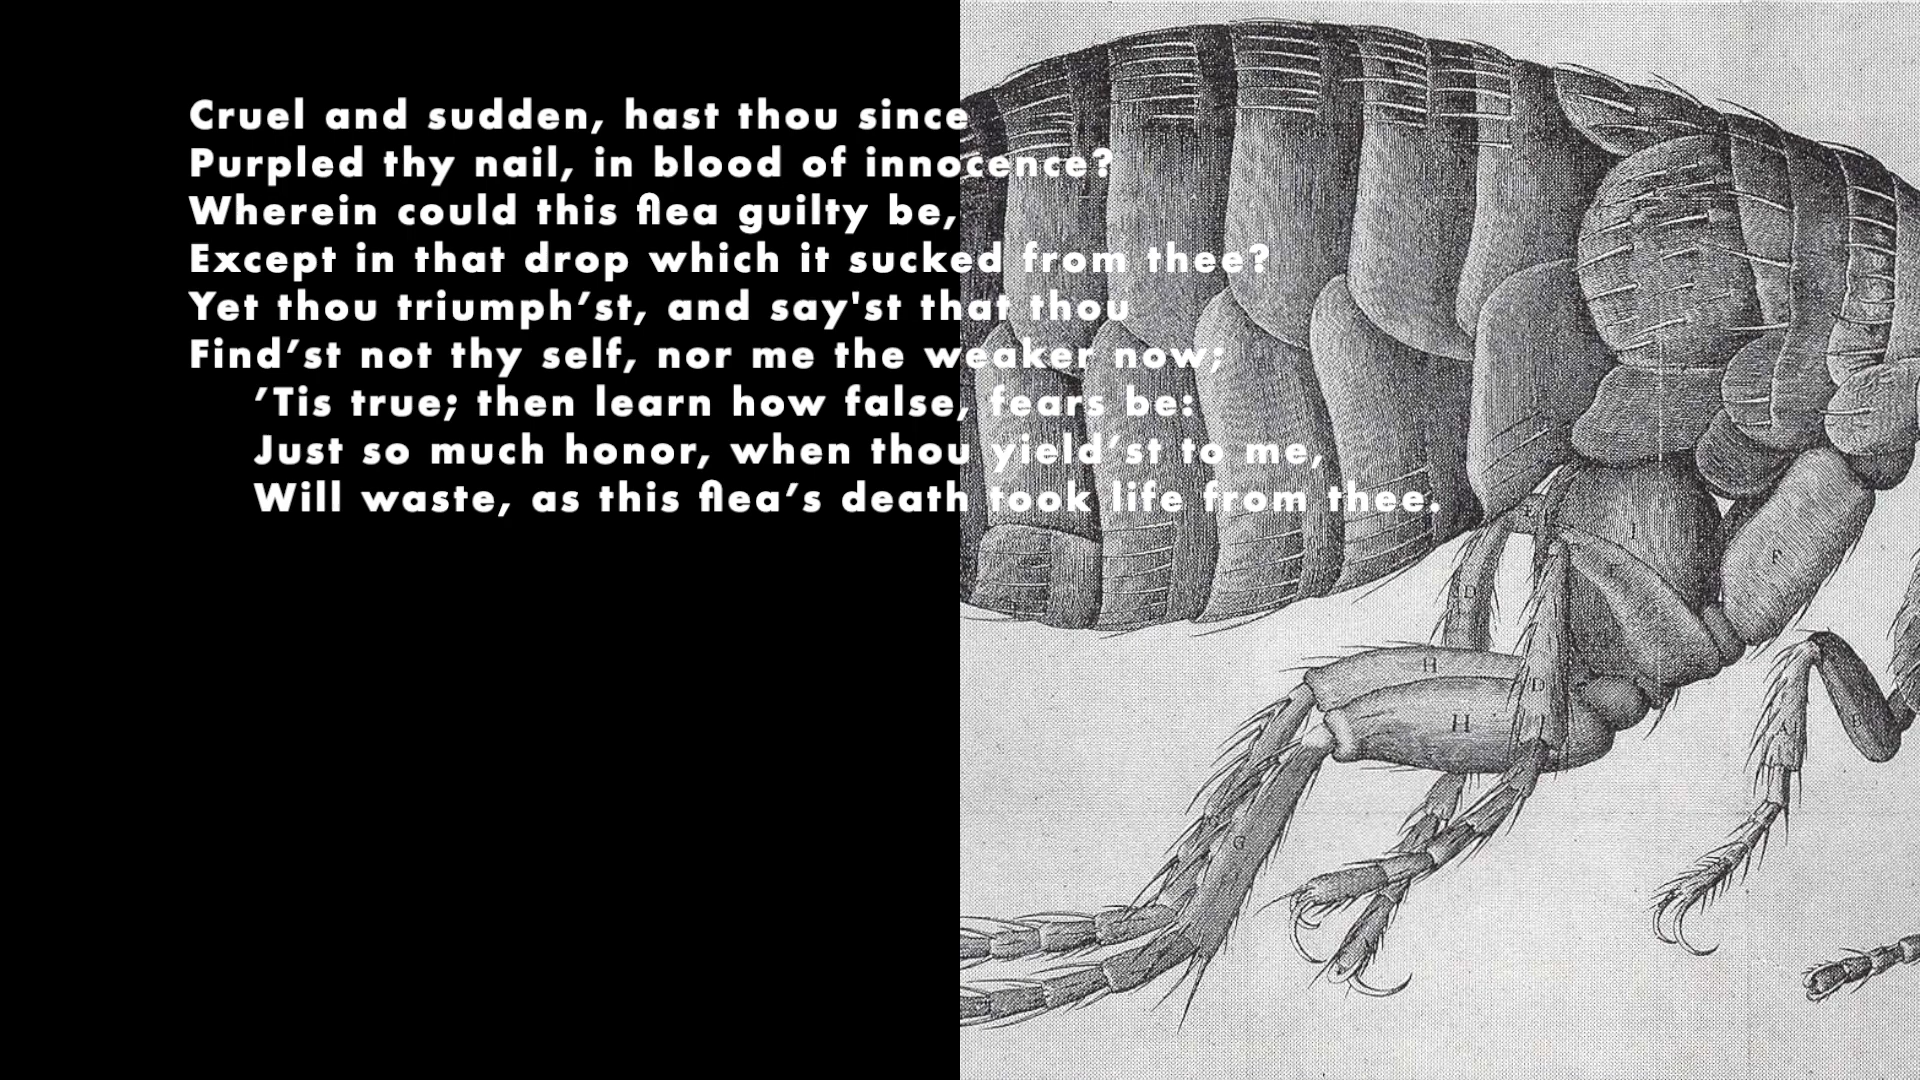 Cruel and sudden, hast thou since
Purpled thy nail, in blood of innocence?
Wherein could this flea guilty be,
Except in that drop which it sucked from thee?
Yet thou triumph’st, and say'st that thou
Find’st not thy self, nor me the weaker now;
’Tis true; then learn how false, fears be:
Just so much honor, when thou yield’st to me,
Will waste, as this flea’s death took life from thee.
I
F
D
H
D
H
G